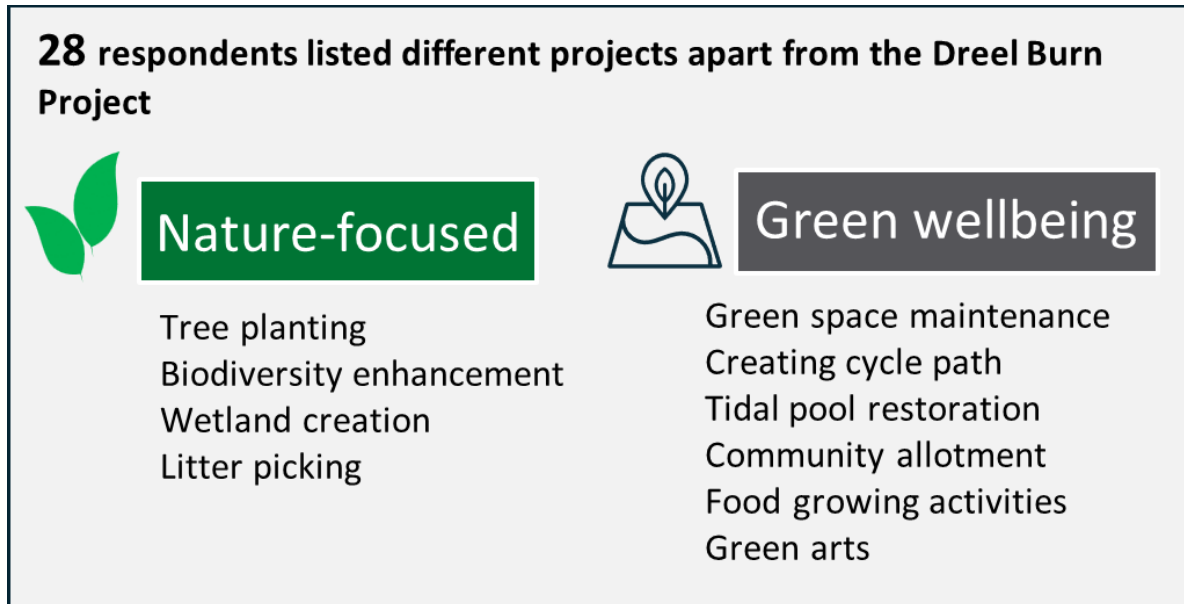 28 respondents listed different projects apart from the Dreel Burn
Project
Nature-focused
Tree planting
Biodiversity enhancement
Wetland creation
Litter picking
Green wellbeing
Green space maintenance
Creating cycle path
Tidal pool restoration
Community allotment
Food growing activities
Green arts